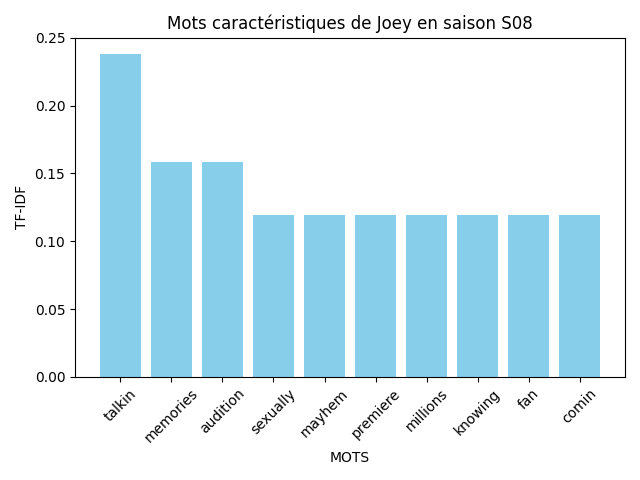 Mots caractéristiques de Joey en saison S08
0.25
0.20
0.15
0.10
0.05
0.00
TF-IDF
talkin
memories
audition
sexually
mayhem
premiere
millions
knowing
fan
comin
MOTS